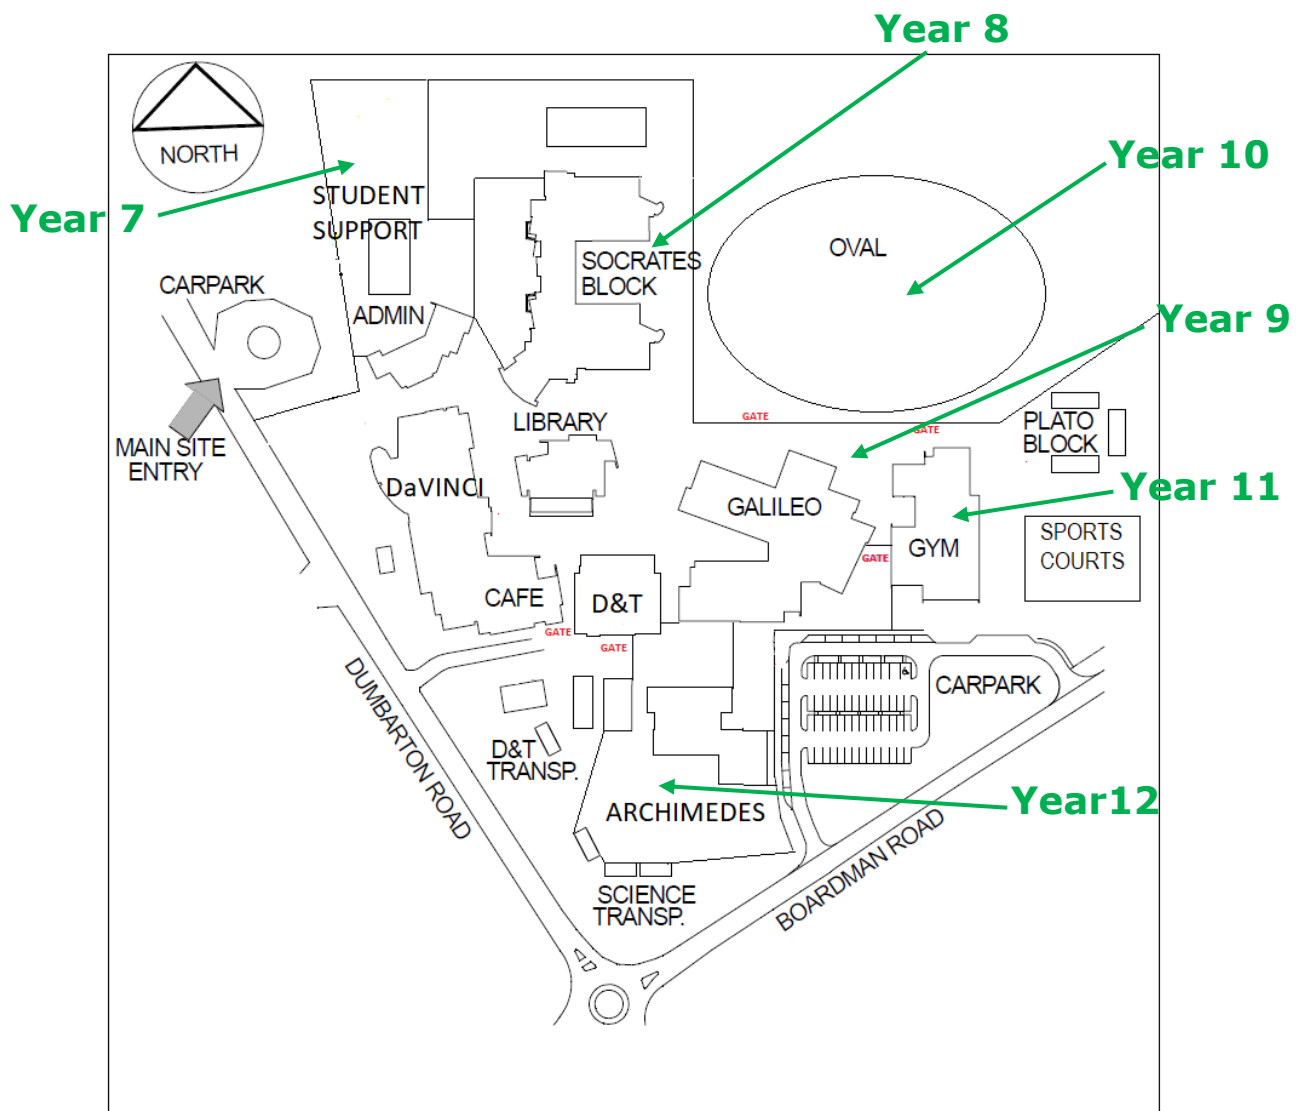 Year 8
NORTH
Year 10
STUDENT
SUPPORT
Year 7
OVAL
SOCRATES
BLOCK
CARPARK
ADMIN
Year 9
GATE
GATE
PLATO
BLOCK
LIBRARY
MAIN SITE
ENTRY
DaVINCI
Year 11
GALILEO
SPORTS
COURTS
GYM
GATE
CAFE
D&T
GATE
GATE
CARPARK
DUMBARTON ROAD
D&T
TRANSP.
Year12
ARCHIMEDES
BOARDMAN ROAD
SCIENCE
TRANSP.